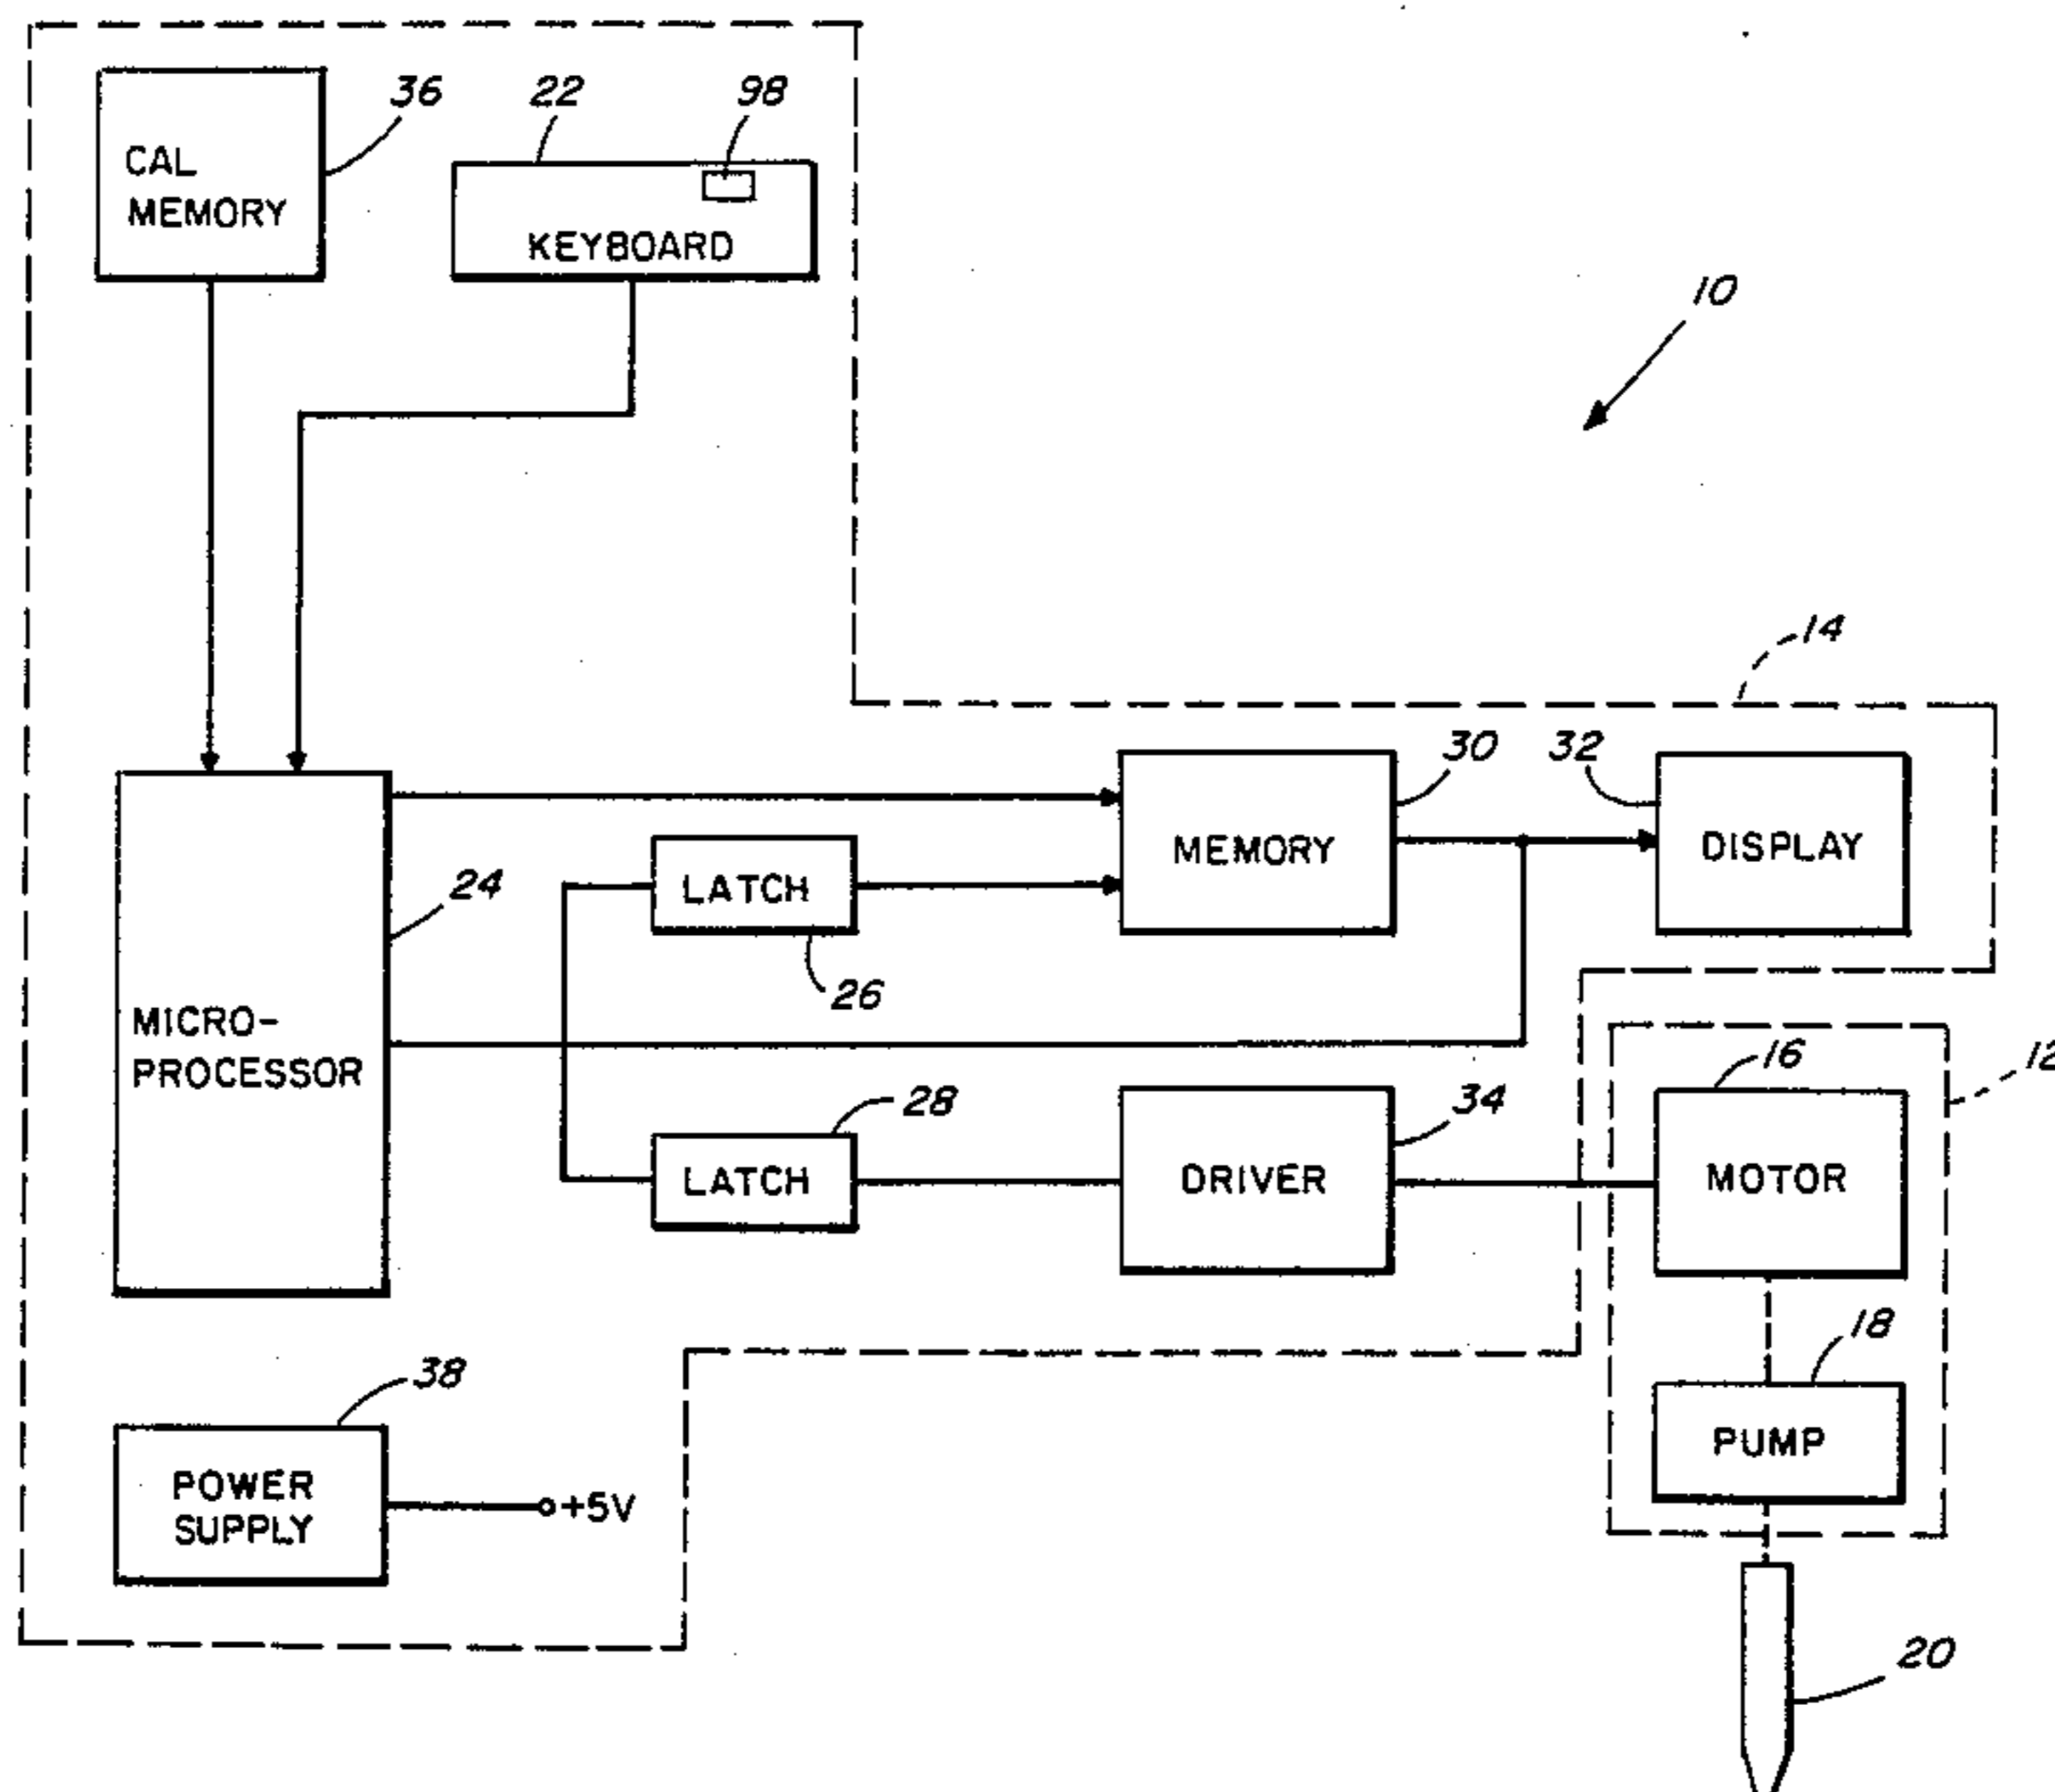 36
22
98
CAL
MEMORY
KEYBOARD
10
14
30
32
MEMORY
DISPLAY
24
LATCH
26
MICRO-
PROCESSOR
16
12
28
34
LATCH
DRIVER
MOTOR
18
38
PUMP
POWER
SUPPLY
+5V
20